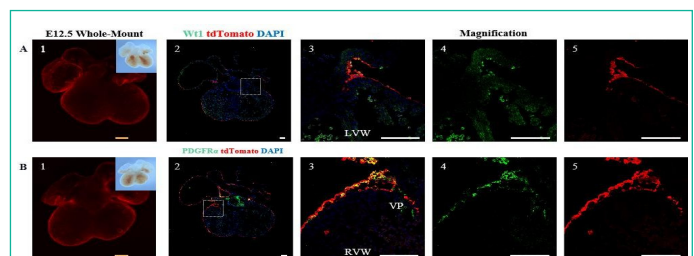 E12.5 Whole-Mount Wt1 tdTomato DAPI Magnification
A 1 2 3 4 5
LVW
PDGFRα tdTomato DAPI
B 1 2 3 4 5
VP
RVW